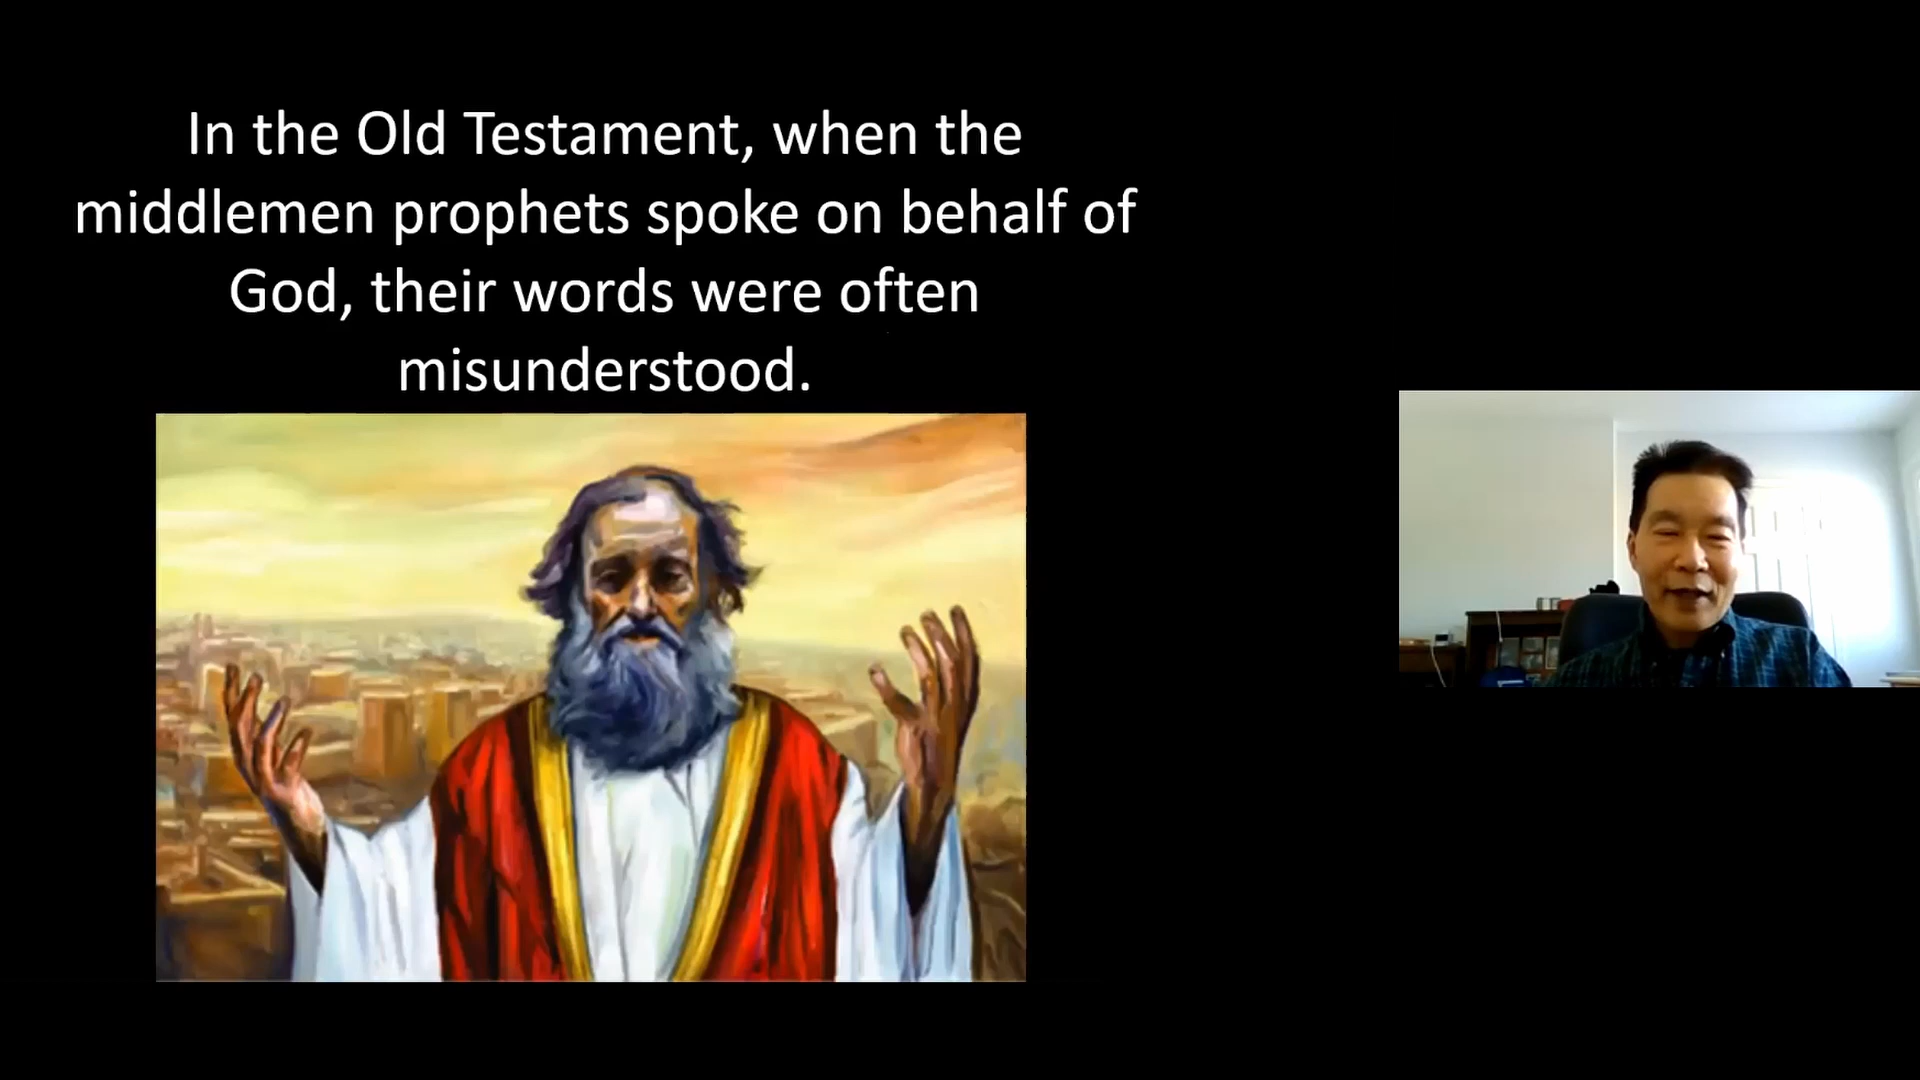 In the Old Testament, when the
middlemen prophets spoke on behalf of
God, their words were often
misunderstood.